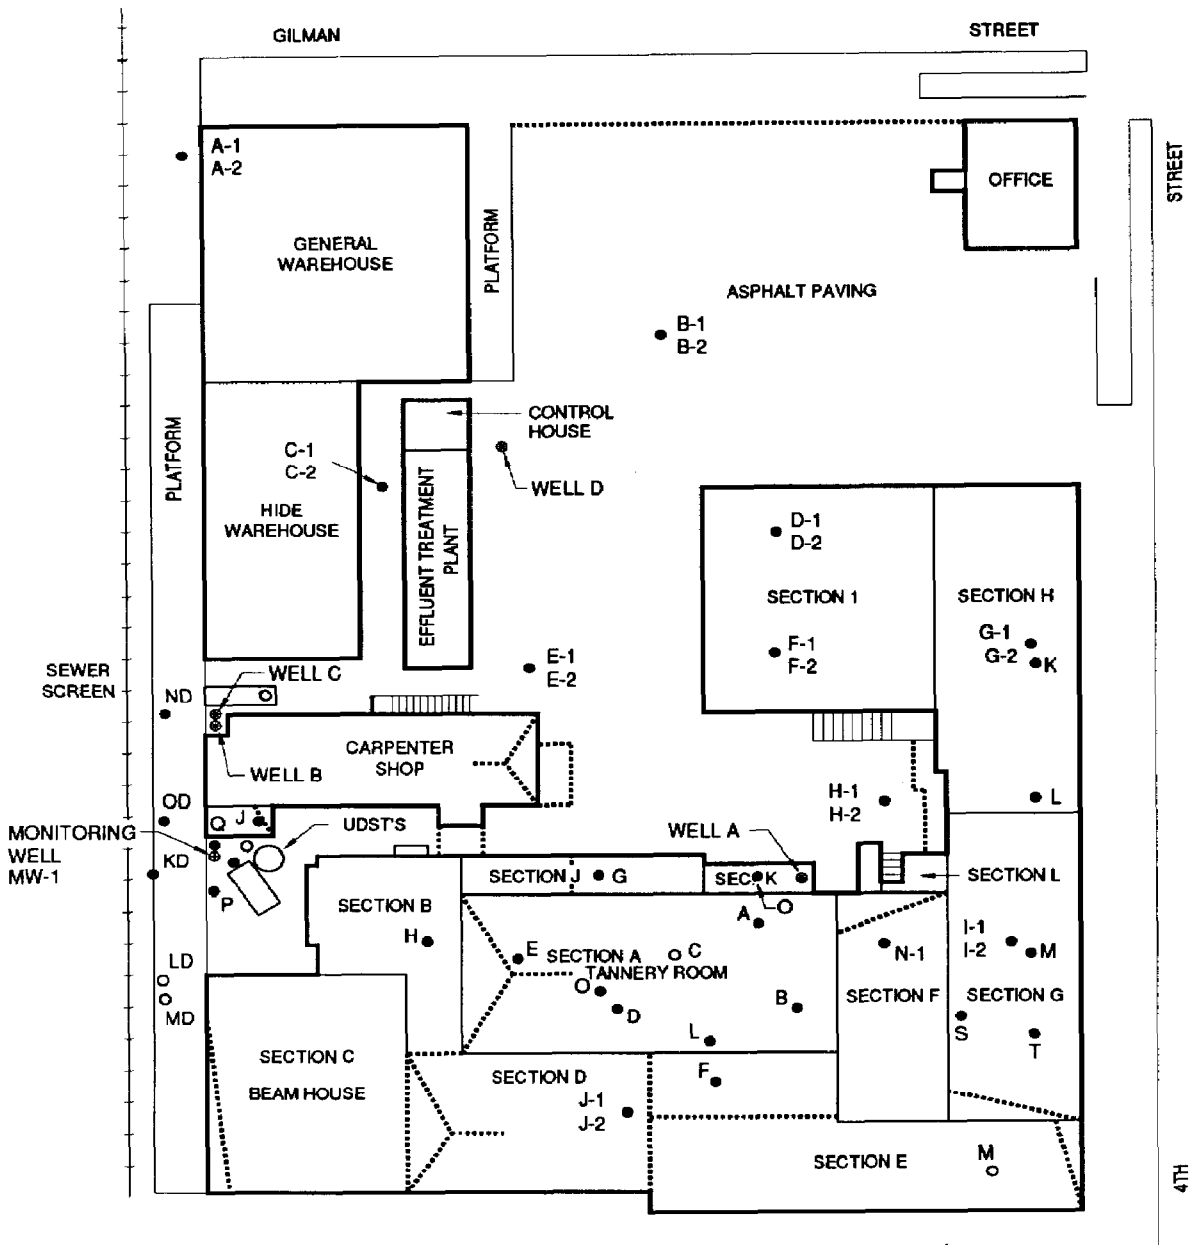 GILMAN
STREET
STREET
A-1
A-2
OFFICE
GENERAL
WAREHOUSE
PLATFORM
ASPHALT PAVING
B-1
B-2
PLATFORM
CONTROL
HOUSE
C-1
C-2
WELL D
HIDE
WAREHOUSE
EFFLUENT TREATMENT
PLANT
D-1
D-2
SECTION 1
SECTION H
F-1
F-2
G-1
G-2
K
E-1
E-2
SEWER
SCREEN
ND
WELL C
CARPENTER
SHOP
WELL B
OD
Q
J
UDST'S
H-1
H-2
L
MONITORING
WELL
MW-1
KD
WELL A
SECTION J
G
SEC K
SECTION L
P
SECTION B
O
A
H
E
SECTION A
TANNERY ROOM
C
N-1
I-1
I-2
M
LD
O
D
B
SECTION F
SECTION G
MD
S
T
L
SECTION C
BEAM HOUSE
SECTION D
F
J-1
J-2
SECTION E
M
4TH